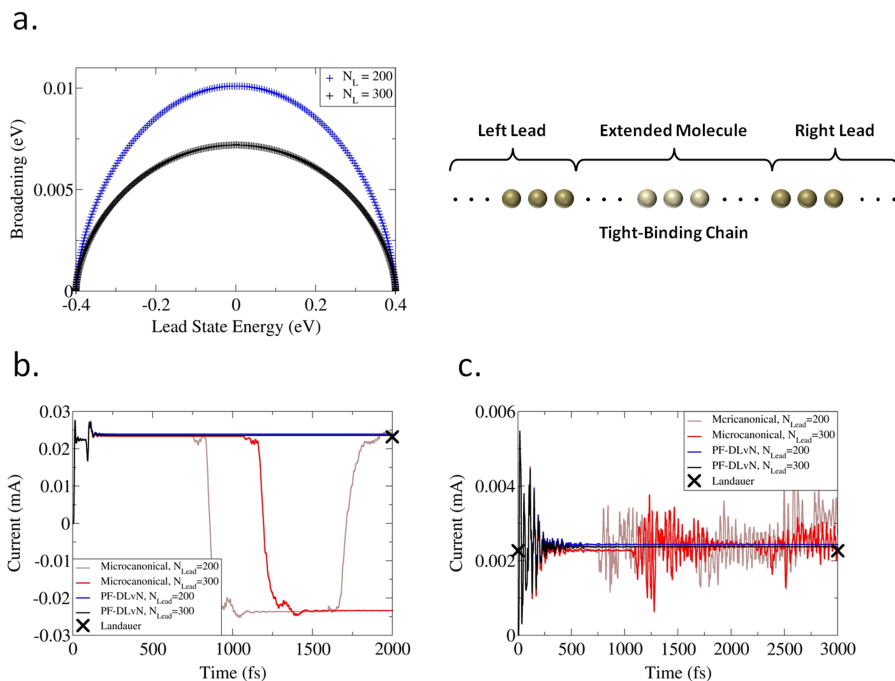 a.
0.01
0.005
0
Broadening (eV)
N_L = 200
N_L = 300
-0.4 -0.2 0 0.2 0.4
Lead State Energy (eV)
Left Lead Extended Molecule Right Lead
Tight-Binding Chain
b.
0.03
0.02
0.01
0
-0.01
-0.02
-0.03
Current (mA)
Microcanonical, N_Lead=200
Microcanonical, N_Lead=300
PF-DLvN, N_Lead=200
PF-DLvN, N_Lead=300
Landauer
0 500 1000 1500 2000
Time (fs)
c.
0.006
0.004
0.002
0
Current (mA)
Mcricanonical, N_Lead=200
Microcanonical, N_Lead=300
PF-DLvN, N_Lead=200
PF-DLvN, N_Lead=300
Landauer
0 500 1000 1500 2000 2500 3000
Time (fs)